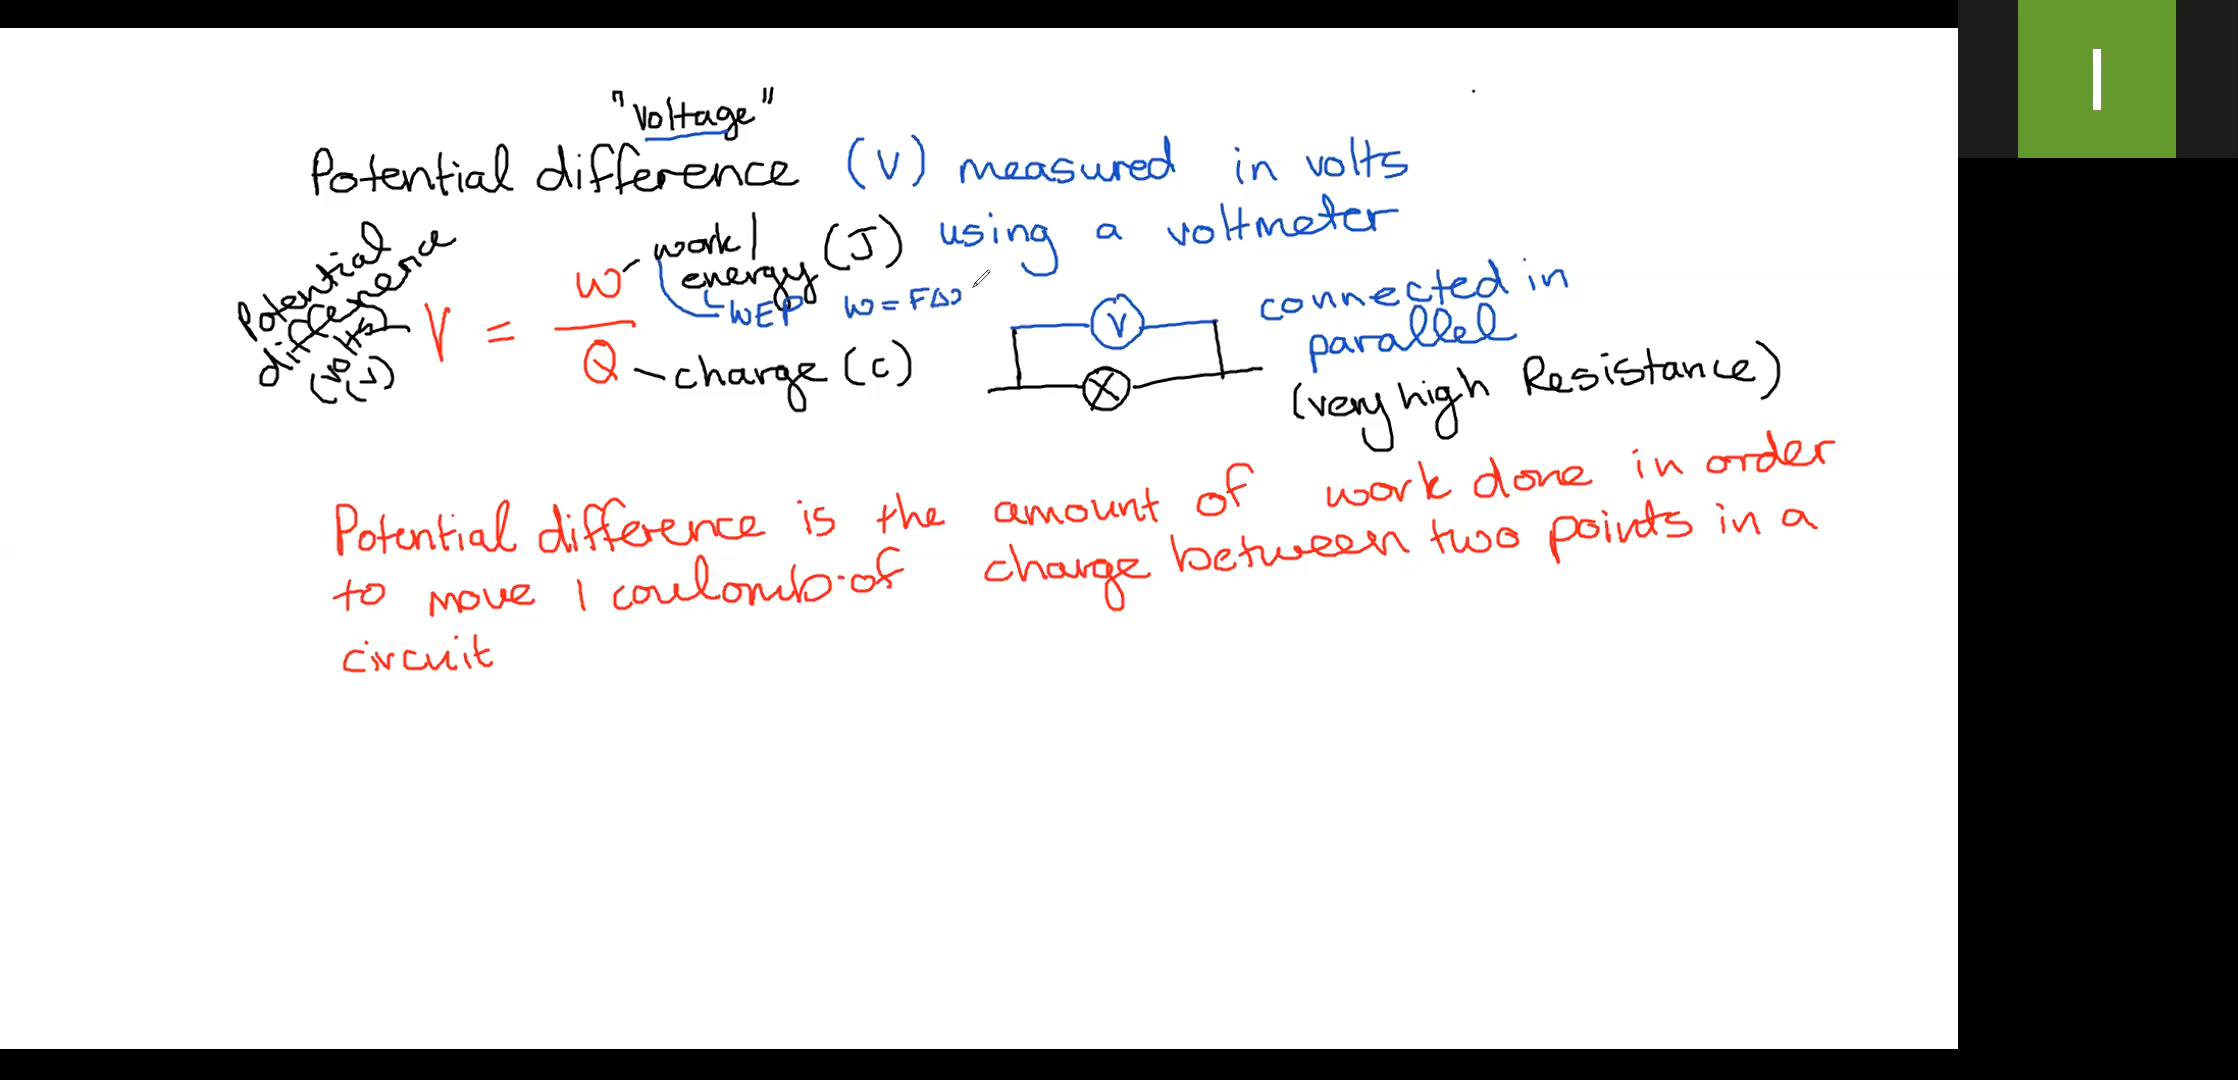 "Voltage"
Potential difference (V) measured in volts
using a voltmeter
Potential
difference
(volts)
(V)
V = W/Q
work/
energy (J)
WEP W = FΔ
charge (C)
V
connected in
parallel
(very high Resistance)
Potential difference is the amount of work done in order
to move 1 coulomb of charge between two points in a
circuit
I